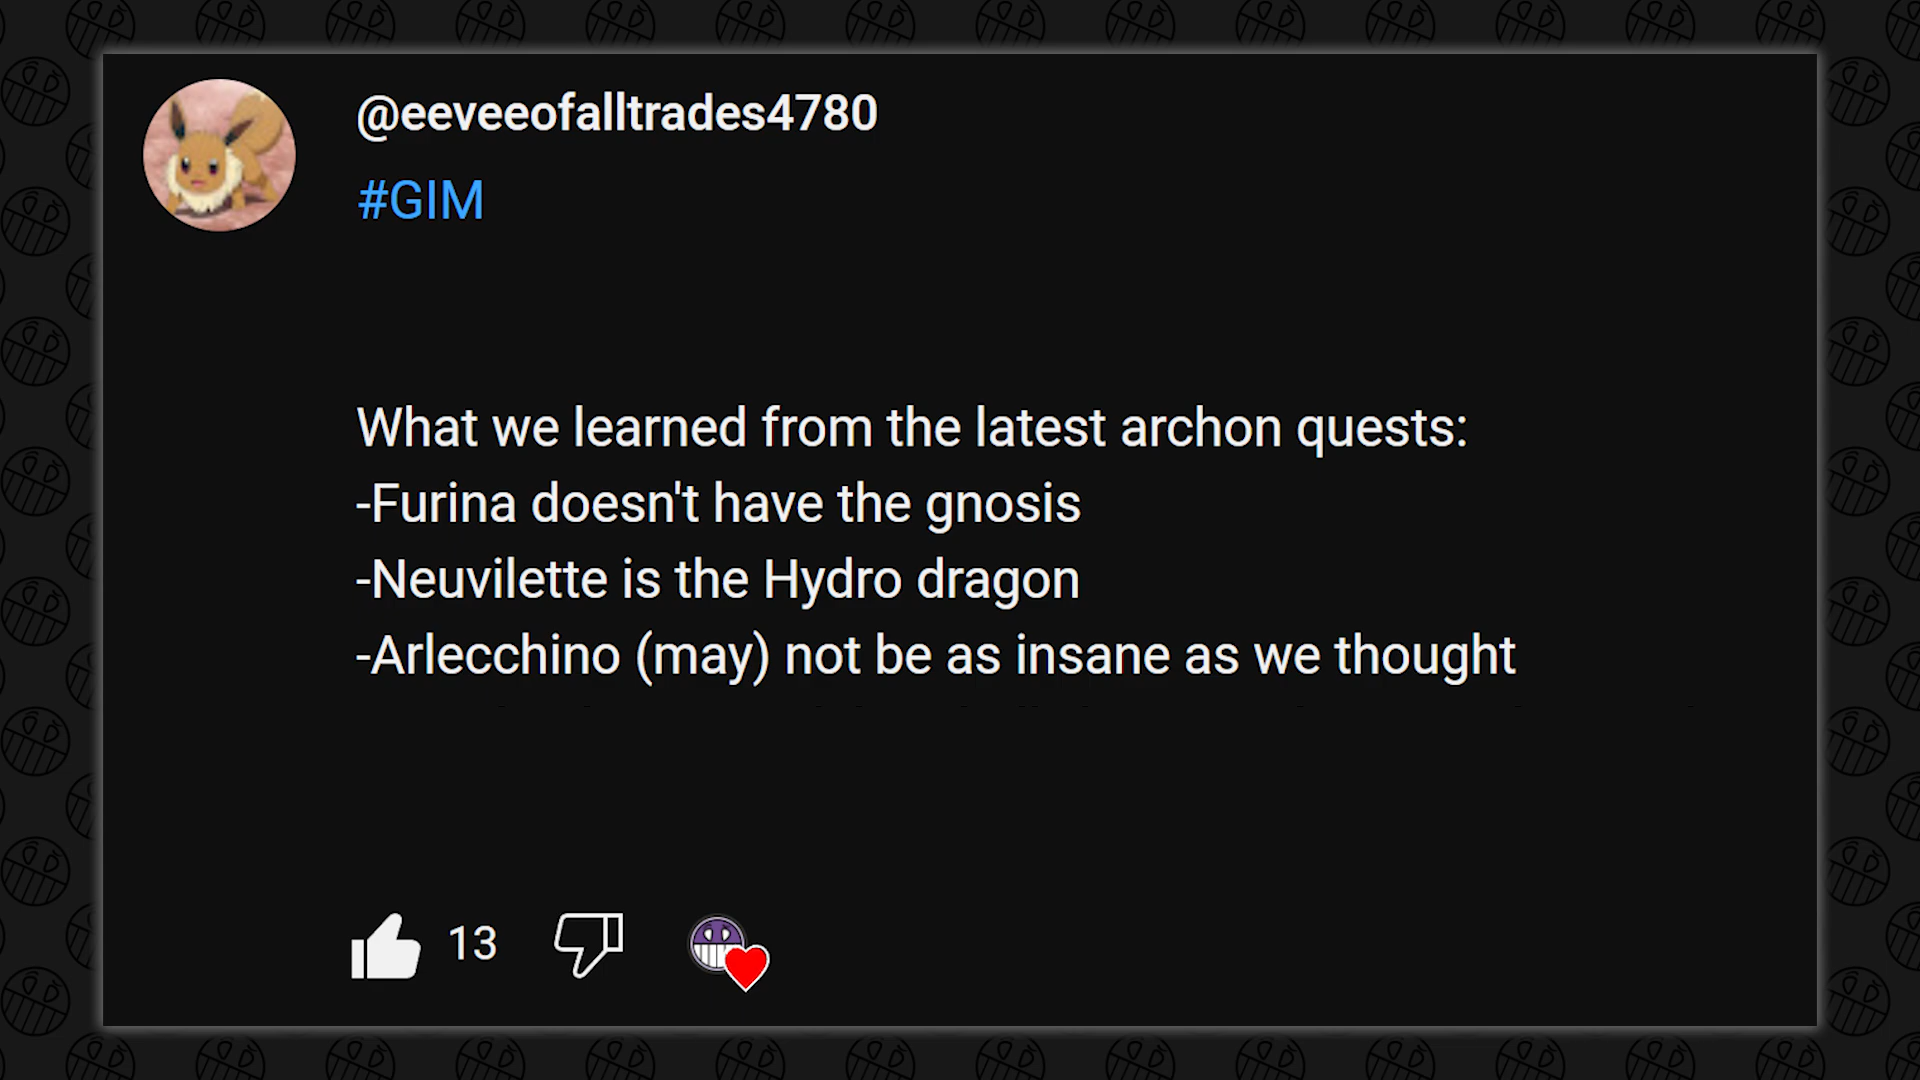 @eeveeofalltrades4780
#GIM
What we learned from the latest archon quests:
-Furina doesn't have the gnosis
-Neuvilette is the Hydro dragon
-Arlecchino (may) not be as insane as we thought
13